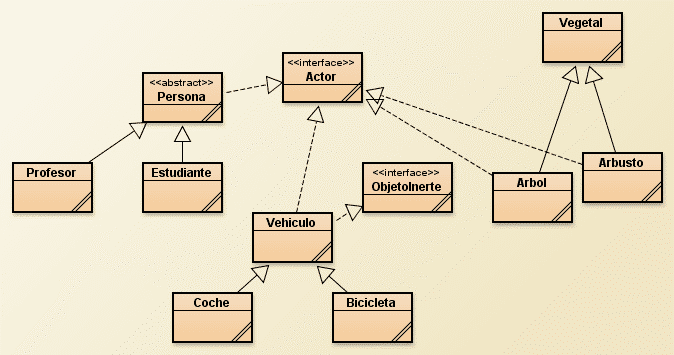 Vegetal
<<interface>>
Actor
<<abstract>>
Persona
Profesor
Estudiante
<<interface>>
ObjetoInerte
Arbol
Arbusto
Vehiculo
Coche
Bicicleta